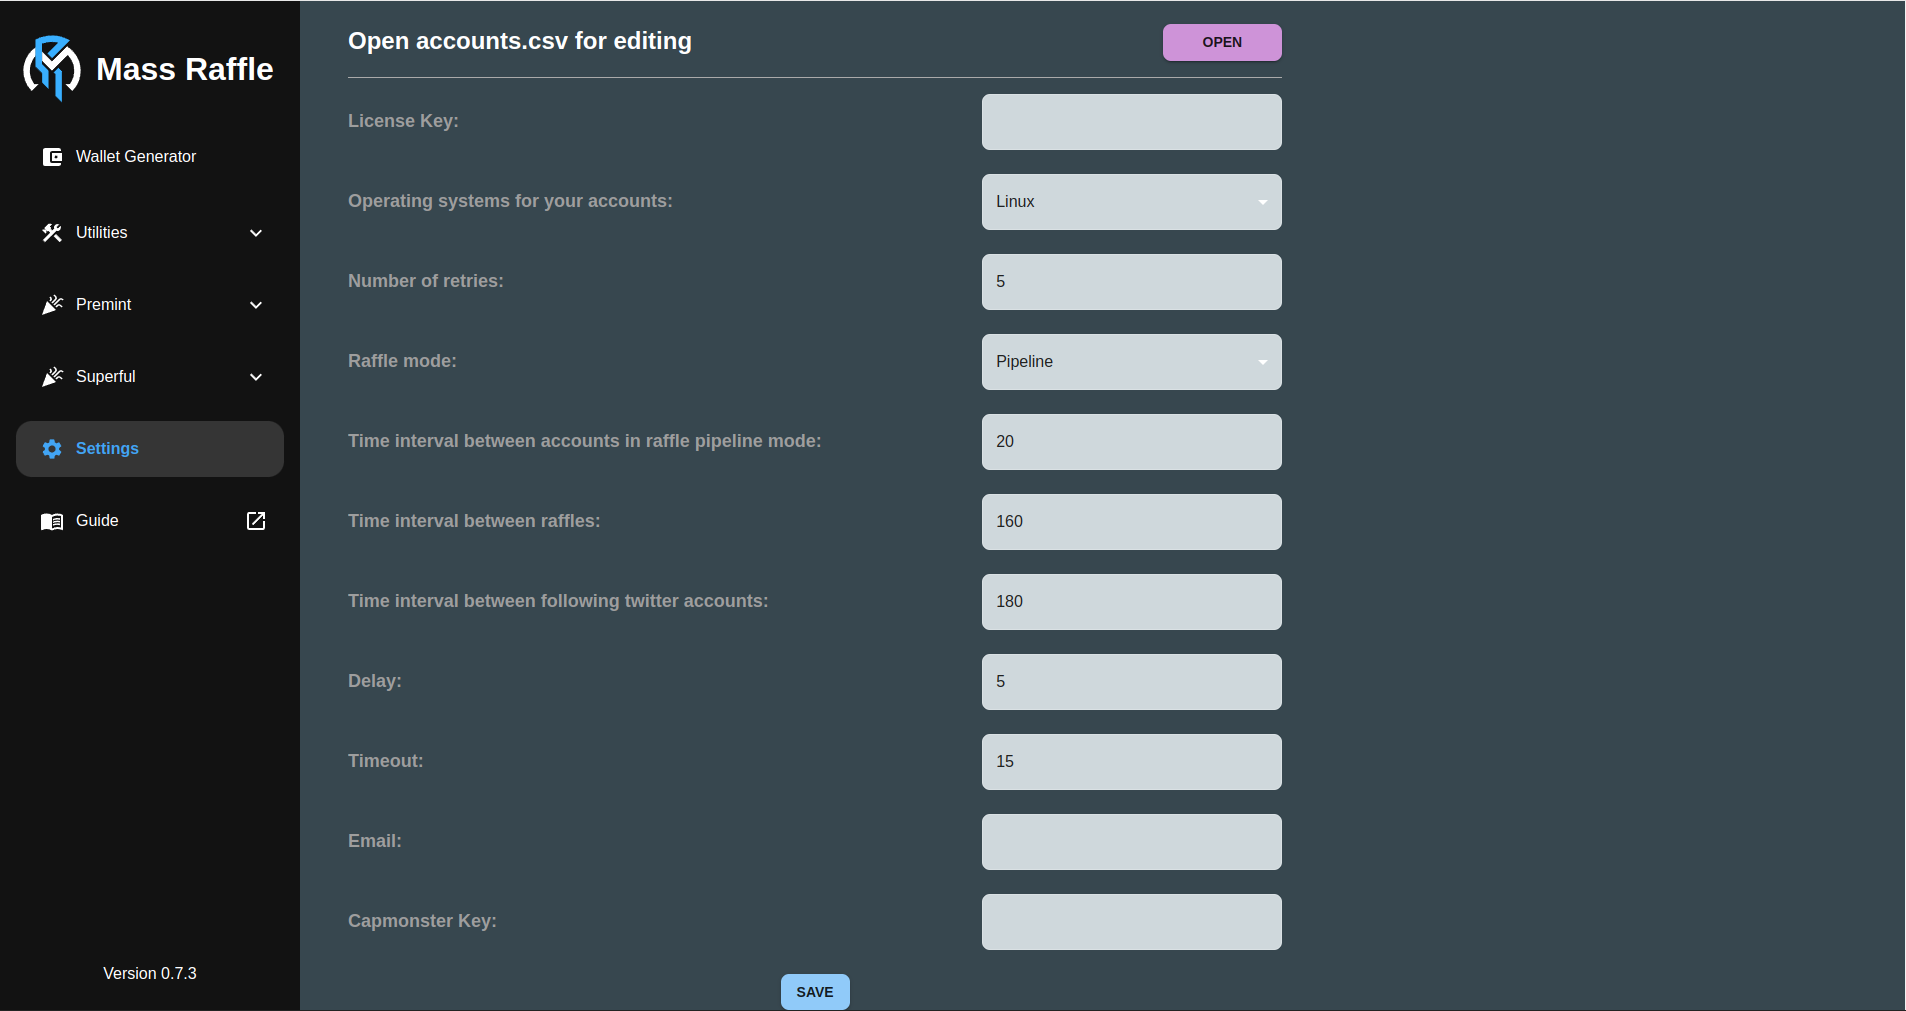 Mass Raffle
Wallet Generator
Utilities
Premint
Superful
Settings
Guide
Version 0.7.3
Open accounts.csv for editing
OPEN
License Key:
Operating systems for your accounts:
Linux
Number of retries:
5
Raffle mode:
Pipeline
Time interval between accounts in raffle pipeline mode:
20
Time interval between raffles:
160
Time interval between following twitter accounts:
180
Delay:
5
Timeout:
15
Email:
Capmonster Key:
SAVE